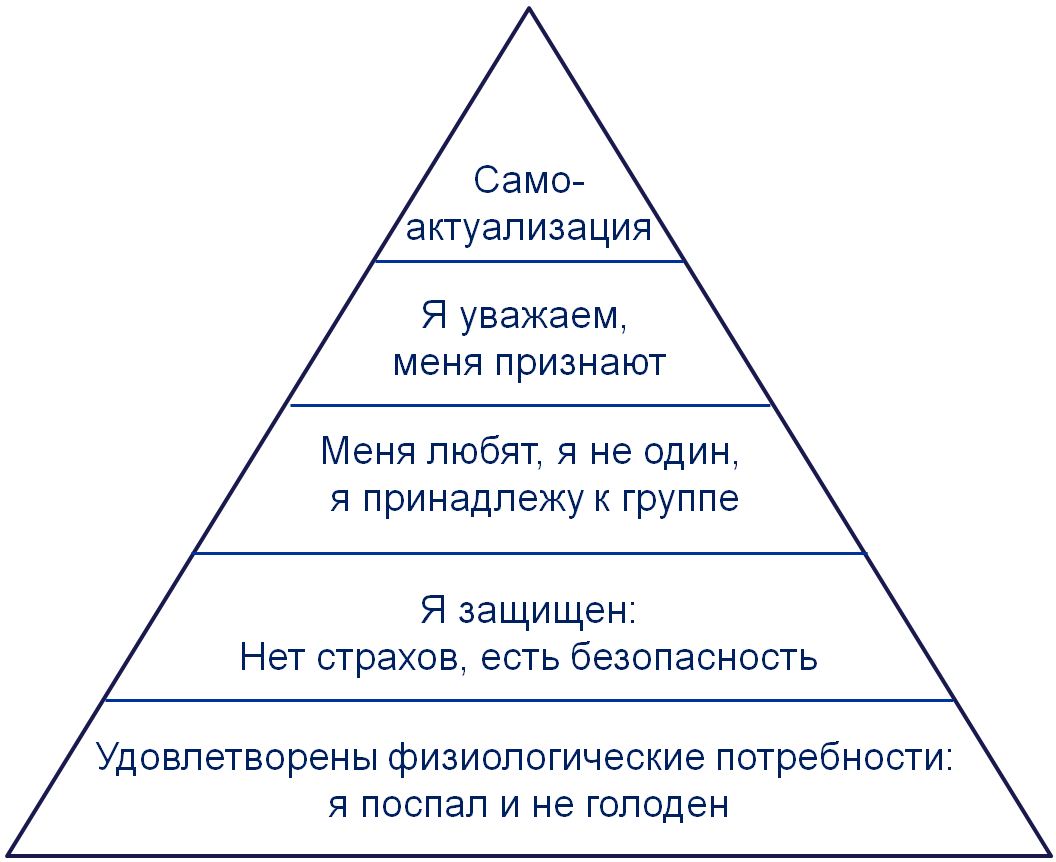 Само-
актуализация
Я уважаем,
меня признают
Меня любят, я не один,
я принадлежу к группе
Я защищен:
Нет страхов, есть безопасность
Удовлетворены физиологические потребности:
я поспал и не голоден